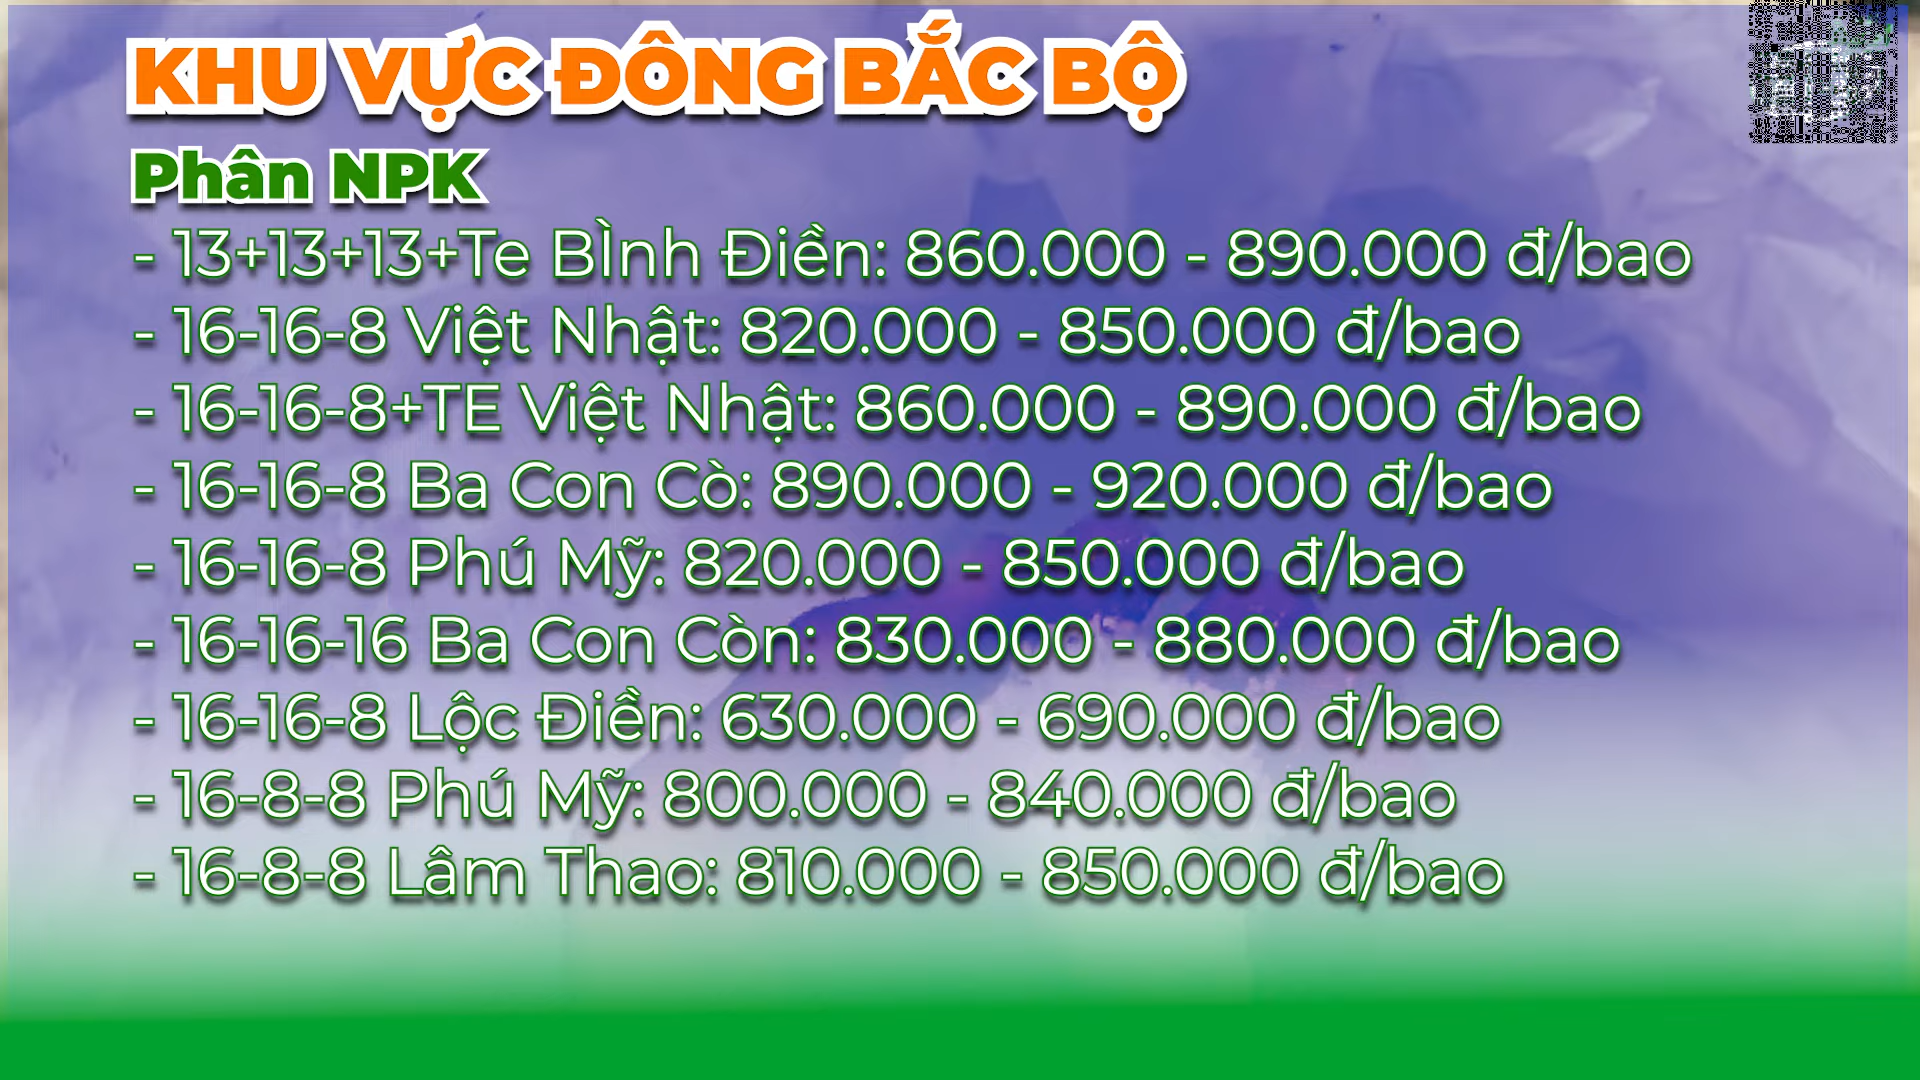 KHU VỰC ĐÔNG BẮC BỘ
Phân NPK
- 13+13+13+Te BÌnh Điền: 860.000 - 890.000 đ/bao
- 16-16-8 Việt Nhật: 820.000 - 850.000 đ/bao
- 16-16-8+TE Việt Nhật: 860.000 - 890.000 đ/bao
- 16-16-8 Ba Con Cò: 890.000 - 920.000 đ/bao
- 16-16-8 Phú Mỹ: 820.000 - 850.000 đ/bao
- 16-16-16 Ba Con Còn: 830.000 - 880.000 đ/bao
- 16-16-8 Lộc Điền: 630.000 - 690.000 đ/bao
- 16-8-8 Phú Mỹ: 800.000 - 840.000 đ/bao
- 16-8-8 Lâm Thao: 810.000 - 850.000 đ/bao